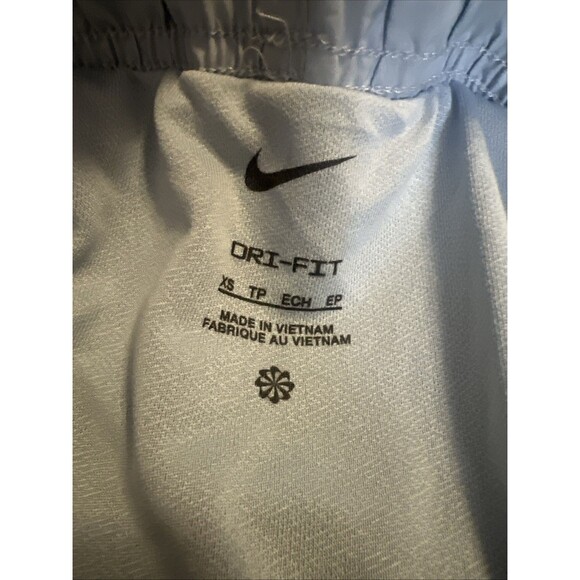 DRI-FIT
XS TP ECH EP
MADE IN VIETNAM
FABRIQUE AU VIETNAM